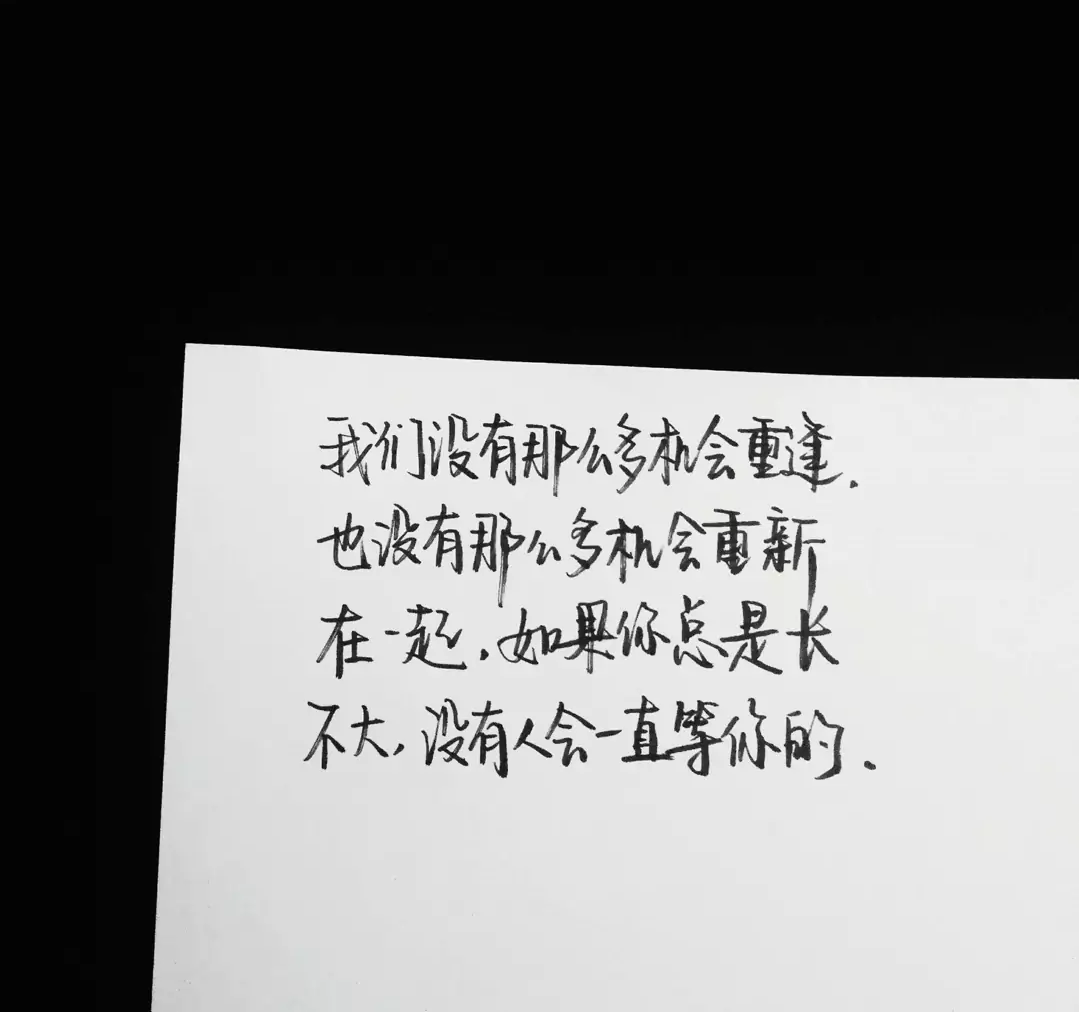 我们没有那么多机会重逢.
也没有那么多机会重新
在一起.如果你总是长
不大,没有人会一直等你的.